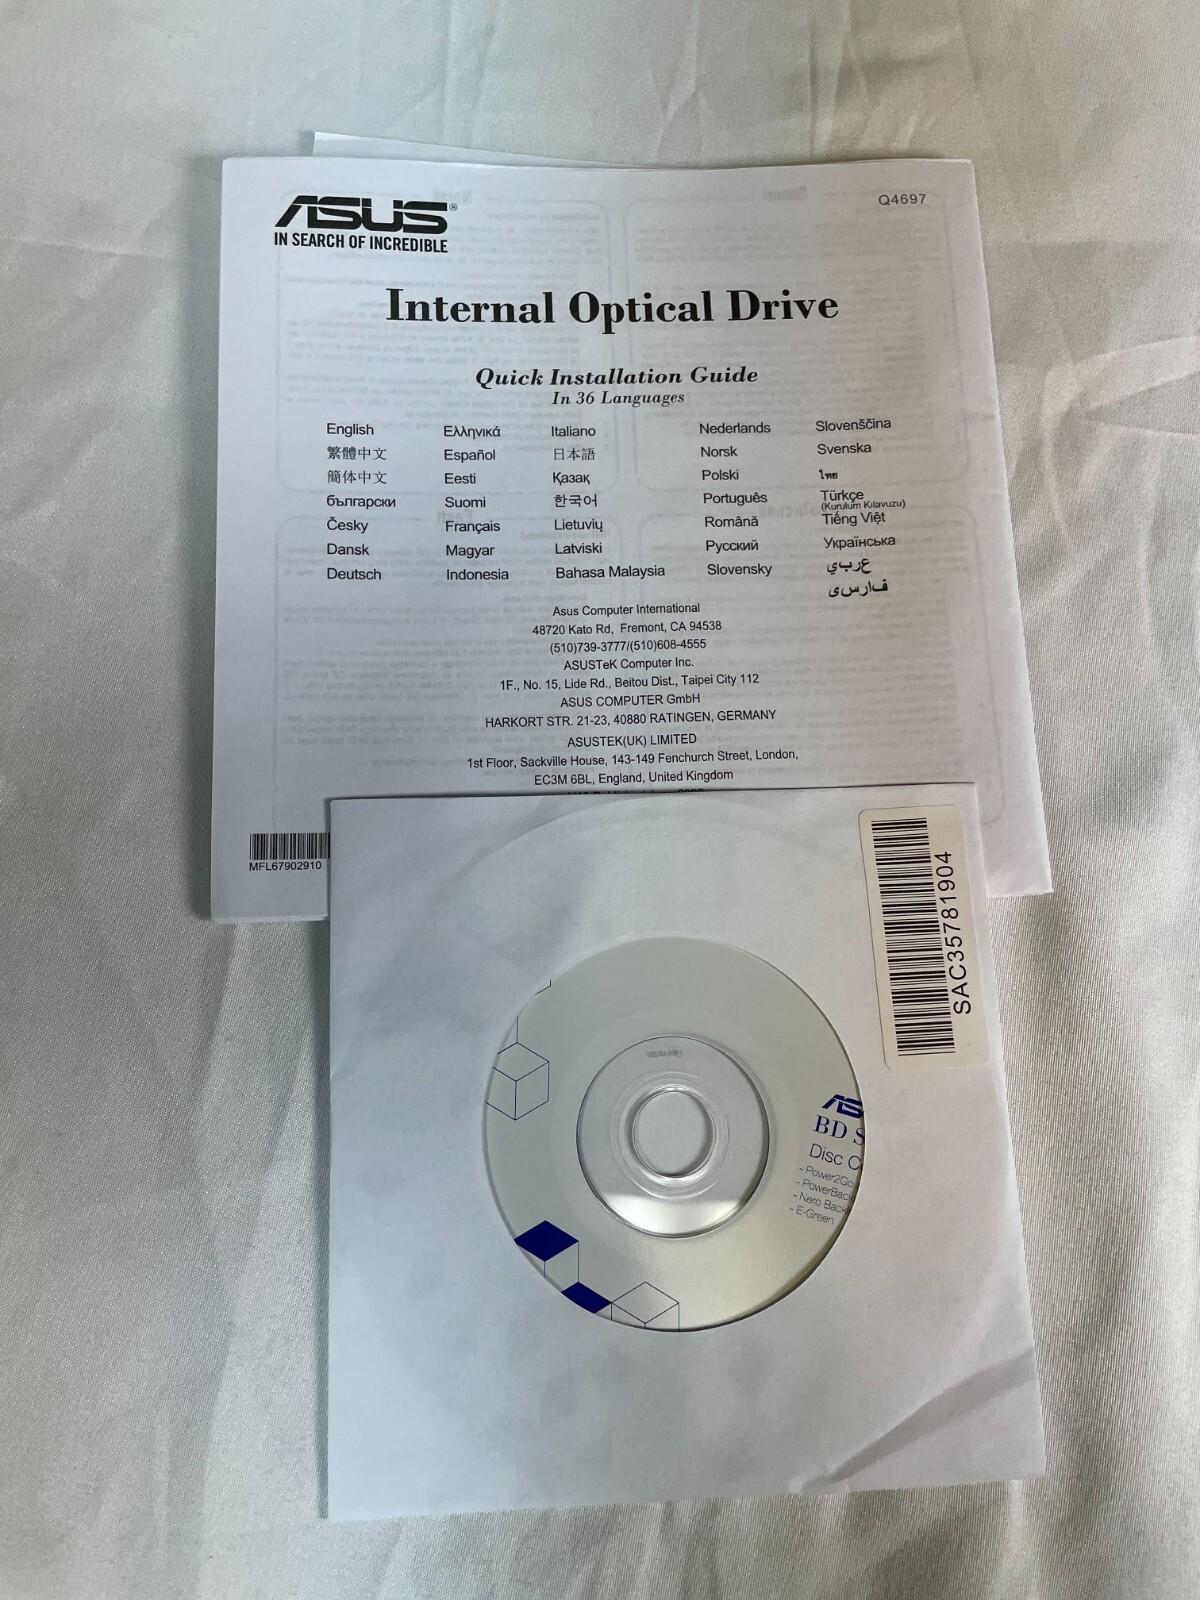 ASUS®
IN SEARCH OF INCREDIBLE
Q4697
Internal Optical Drive
Quick Installation Guide
In 36 Languages
English Ελληνικά Italiano Nederlands Slovenščina
繁體中文 Español 日本語 Norsk Svenska
簡体中文 Eesti Қазақ Polski ไทย
български Suomi 한국어 Português Türkçe
(Kurulum Kılavuzu)
Česky Français Lietuvių Română Tiếng Việt
Dansk Magyar Latviski Русский Українська
Deutsch Indonesia Bahasa Malaysia Slovensky عربي
فارسی
Asus Computer International
48720 Kato Rd, Fremont, CA 94538
(510)739-3777/(510)608-4555
ASUSTeK Computer Inc.
1F., No. 15, Lide Rd., Beitou Dist., Taipei City 112
ASUS COMPUTER GmbH
HARKORT STR. 21-23, 40880 RATINGEN, GERMANY
ASUSTEK(UK) LIMITED
1st Floor, Sackville House, 143-149 Fenchurch Street, London,
EC3M 6BL, England, United Kingdom
MFL67902910
SAC35781904
AS
BD S
Disc C
- Power2Go
- PowerBack
- Nero Back
- E-Green